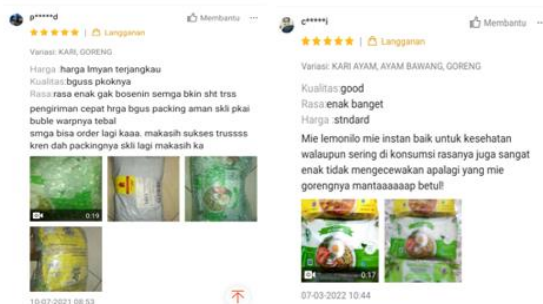 p*****d
Membantu ...
Langganan
Variasi: KARI, GORENG
Harga :harga lmyan terjangkau
Kualitas:bguss pkoknya
Rasa:rasa enak gak bosenin semga bkin sht trss
pengiriman cepat hrga bgus packing aman skli pkai
buble warpnya tebal
smga bisa order lagi kaaa. makasih sukses trussss
kren dah packingnya skli lagi makasih ka
0:19
10-07-2021 08:53
c*****i
Membantu ...
Langganan
Variasi: KARI AYAM, AYAM BAWANG, GORENG
Kualitas:good
Rasa:enak banget
Harga :stndard
Mie lemonilo mie instan baik untuk kesehatan
walaupun sering di konsumsi rasanya juga sangat
enak tidak mengecewakan apalagi yang mie
gorengnya mantaaaaaap betul!
0:17
07-03-2022 10:44